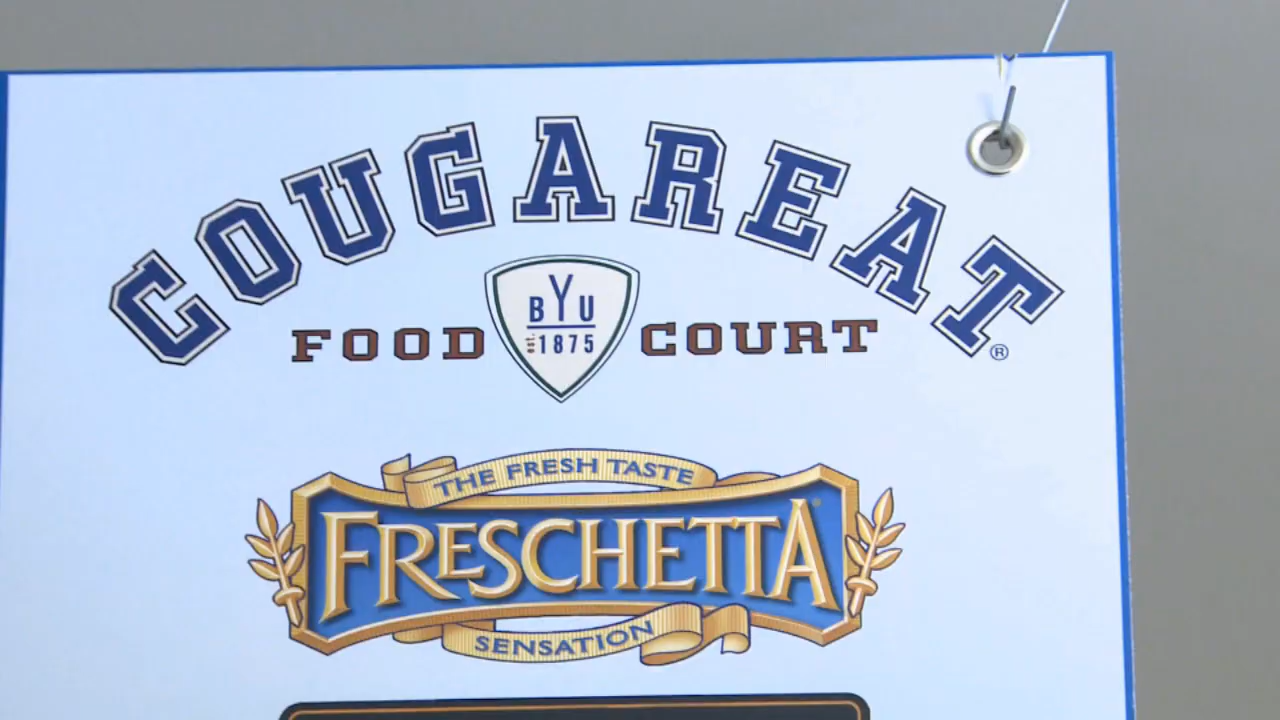 COUGAREAT®
FOOD COURT
BYU
est. 1875
THE FRESH TASTE
FRESCHETTA
SENSATION